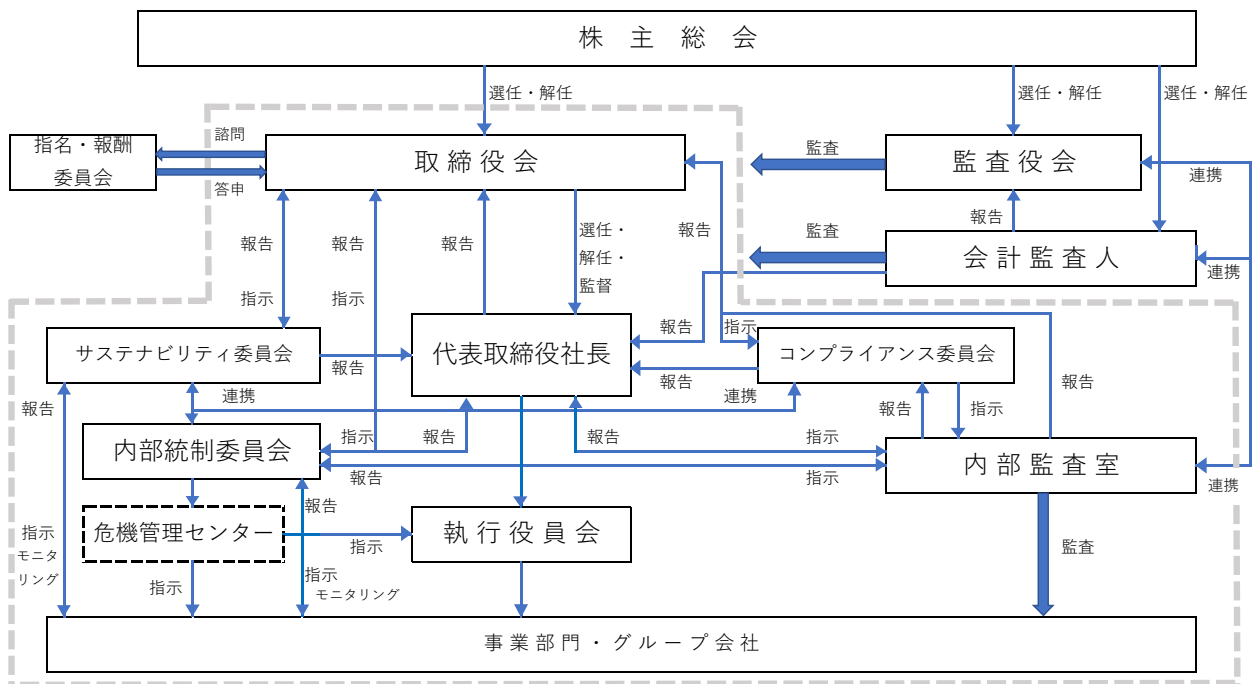 株主総会
選任・解任
選任・解任
選任・解任
指名・報酬
委員会
諮問
答申
取締役会
監査
監査役会
連携
報告
報告
報告
報告
選任・
解任・
監督
報告
監査
会計監査人
連携
指示
指示
サステナビリティ委員会
報告
代表取締役社長
報告
指示
報告
コンプライアンス委員会
報告
連携
連携
報告
指示
報告
内部統制委員会
指示
報告
報告
指示
内部監査室
報告
指示
連携
報告
指示
モニタ
リング
危機管理センター
指示
執行役員会
監査
指示
指示
モニタリング
事業部門・グループ会社